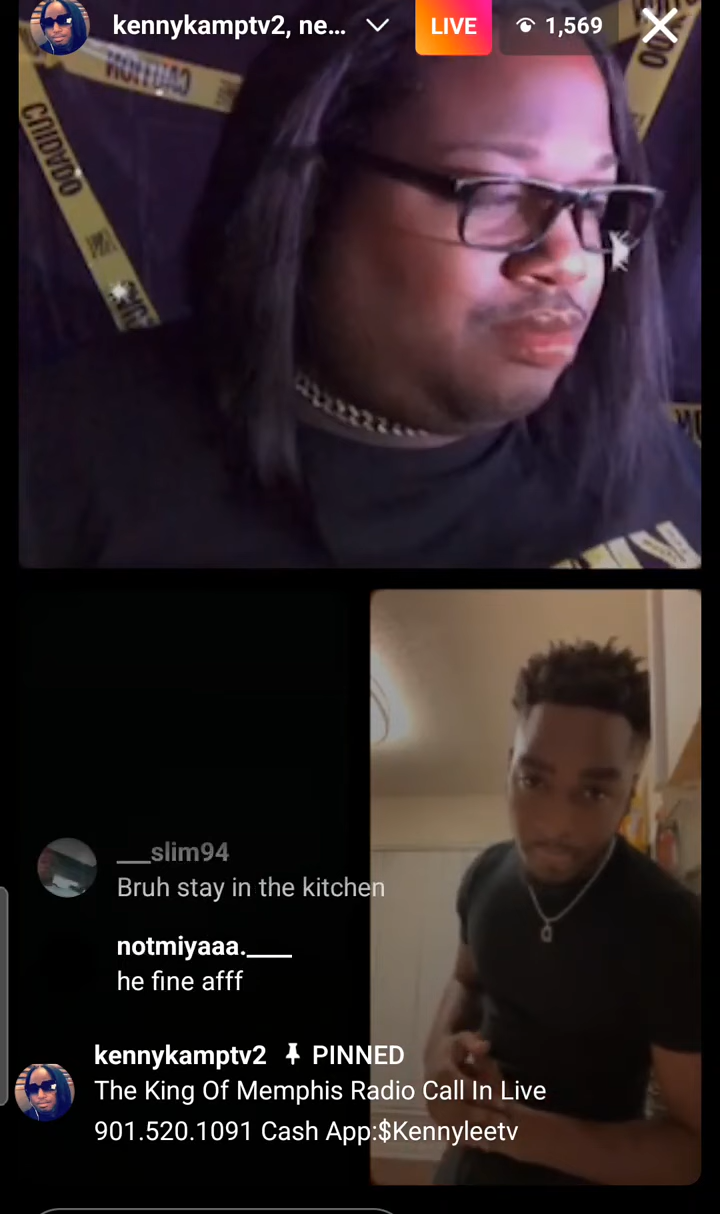 kennykamptv2, ne...
LIVE
1,569
CAUTION
___slim94
Bruh stay in the kitchen
notmiyaaa.____
he fine afff
kennykamptv2 PINNED
The King Of Memphis Radio Call In Live
901.520.1091 Cash App:$Kennyleetv